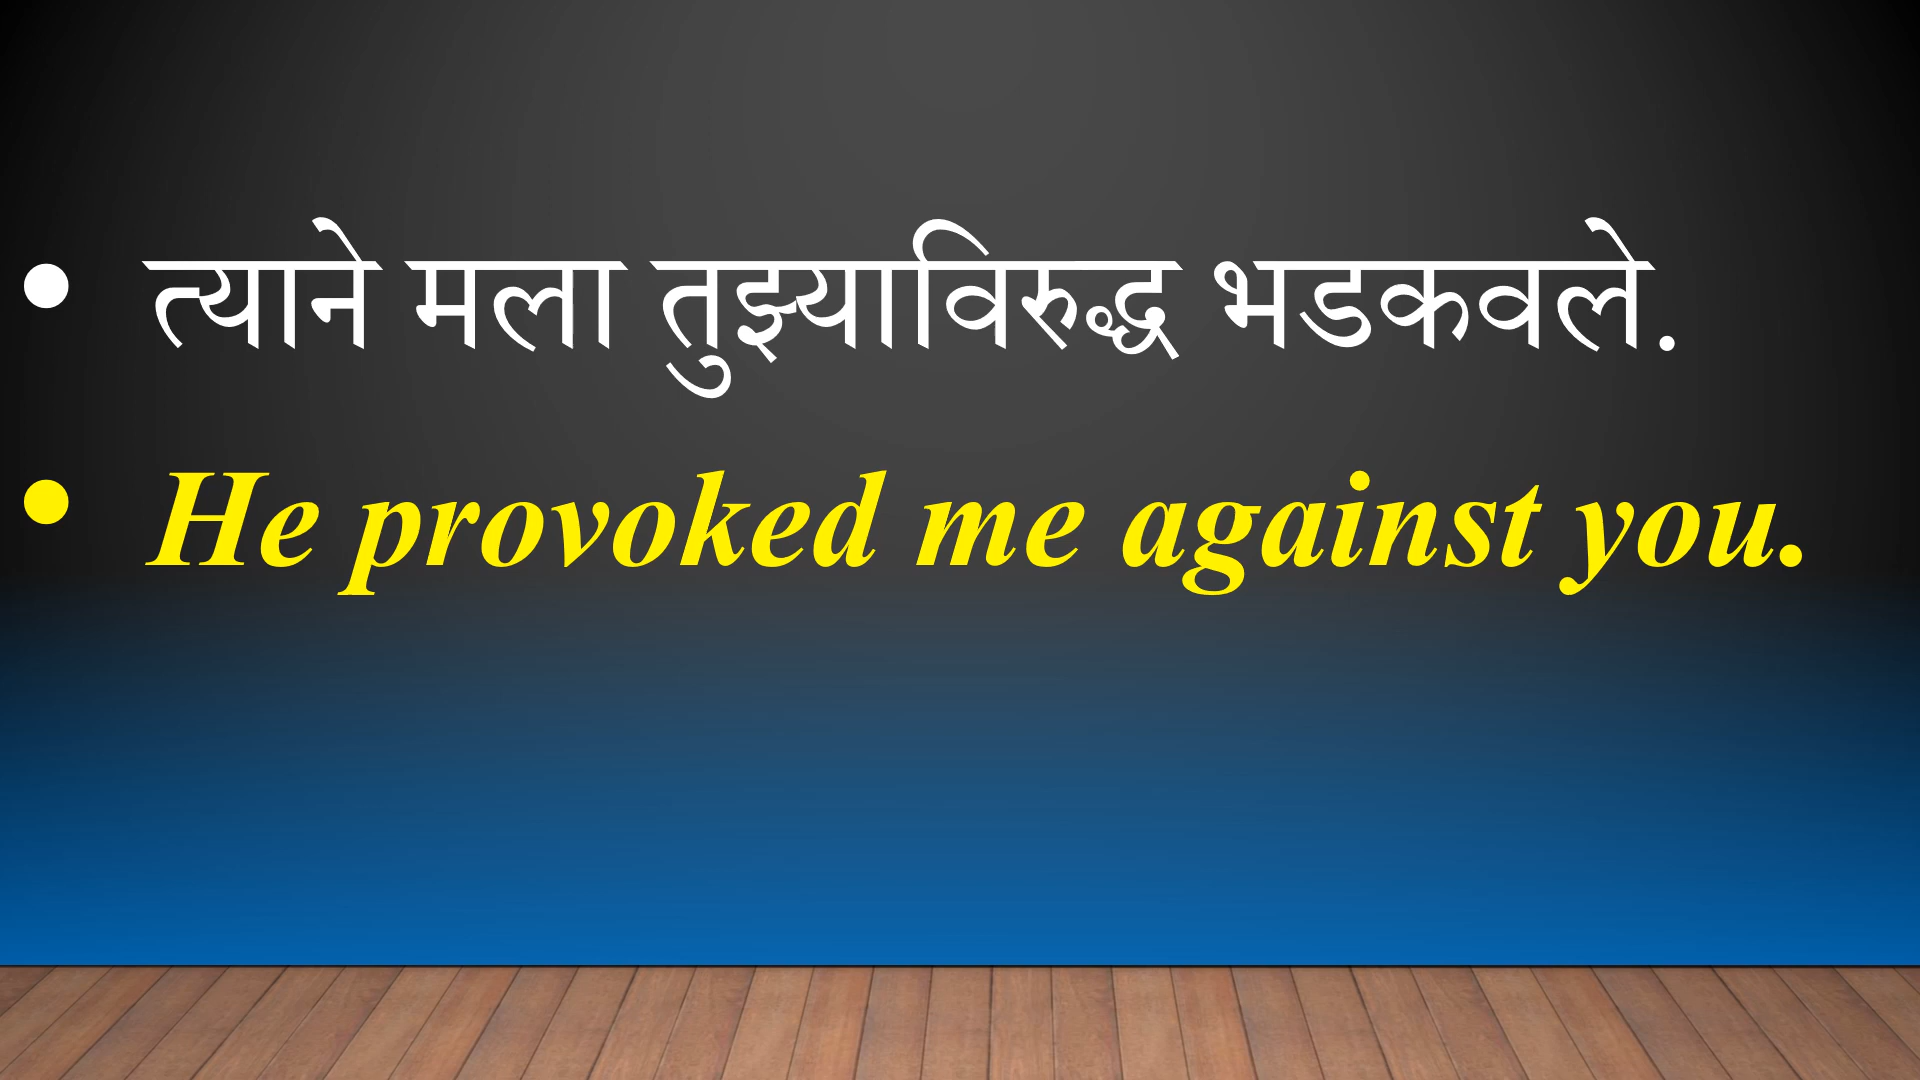 • त्याने मला तुझ्याविरुद्ध भडकवले.
• He provoked me against you.